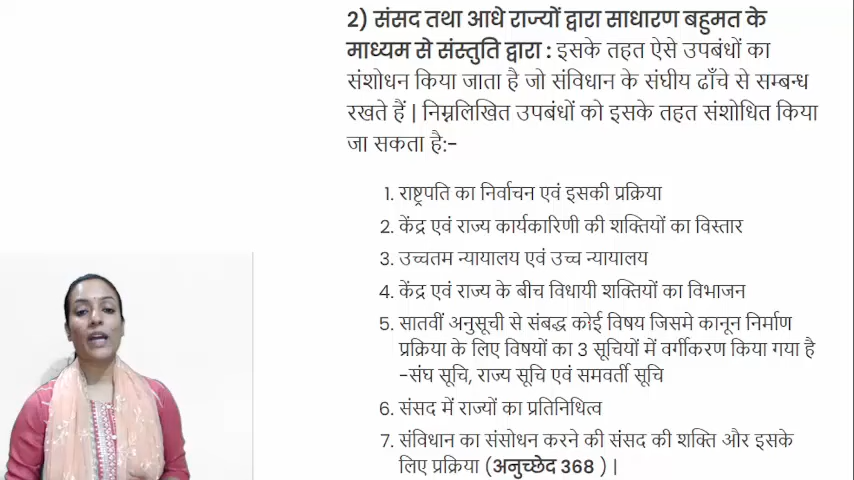 2) संसद तथा आधे राज्यों द्वारा साधारण बहुमत के
माध्यम से संस्तुति द्वारा : इसके तहत ऐसे उपबंधों का
संशोधन किया जाता है जो संविधान के संघीय ढाँचे से सम्बन्ध
रखते हैं | निम्नलिखित उपबंधों को इसके तहत संशोधित किया
जा सकता है:-
1. राष्ट्रपति का निर्वाचन एवं इसकी प्रक्रिया
2. केंद्र एवं राज्य कार्यकारिणी की शक्तियों का विस्तार
3. उच्चतम न्यायालय एवं उच्च न्यायालय
4. केंद्र एवं राज्य के बीच विधायी शक्तियों का विभाजन
5. सातवीं अनुसूची से संबद्ध कोई विषय जिसमे कानून निर्माण
प्रक्रिया के लिए विषयों का 3 सूचियों में वर्गीकरण किया गया है
-संघ सूचि, राज्य सूचि एवं समवर्ती सूचि
6. संसद में राज्यों का प्रतिनिधित्व
7. संविधान का संसोधन करने की संसद की शक्ति और इसके
लिए प्रक्रिया (अनुच्छेद 368 ) |